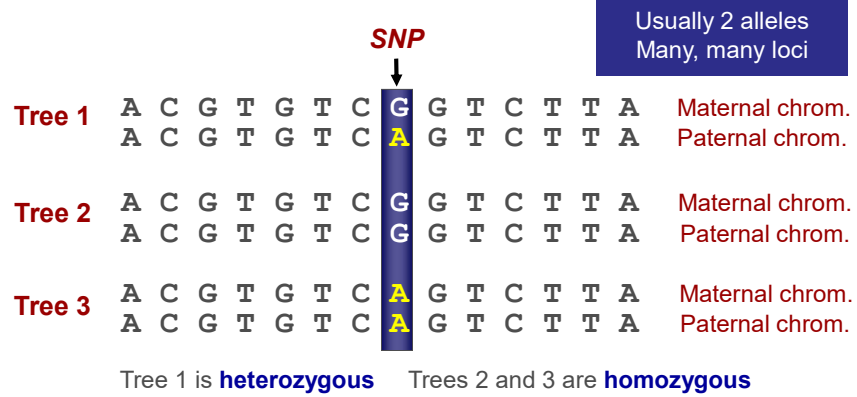 Usually 2 alleles
Many, many loci
SNP
Tree 1
A C G T G T C G G T C T T A Maternal chrom.
A C G T G T C A G T C T T A Paternal chrom.
Tree 2
A C G T G T C G G T C T T A Maternal chrom.
A C G T G T C G G T C T T A Paternal chrom.
Tree 3
A C G T G T C A G T C T T A Maternal chrom.
A C G T G T C A G T C T T A Paternal chrom.
Tree 1 is heterozygous Trees 2 and 3 are homozygous